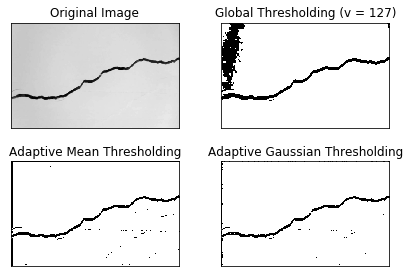 Original Image
Global Thresholding (v = 127)
Adaptive Mean Thresholding
Adaptive Gaussian Thresholding